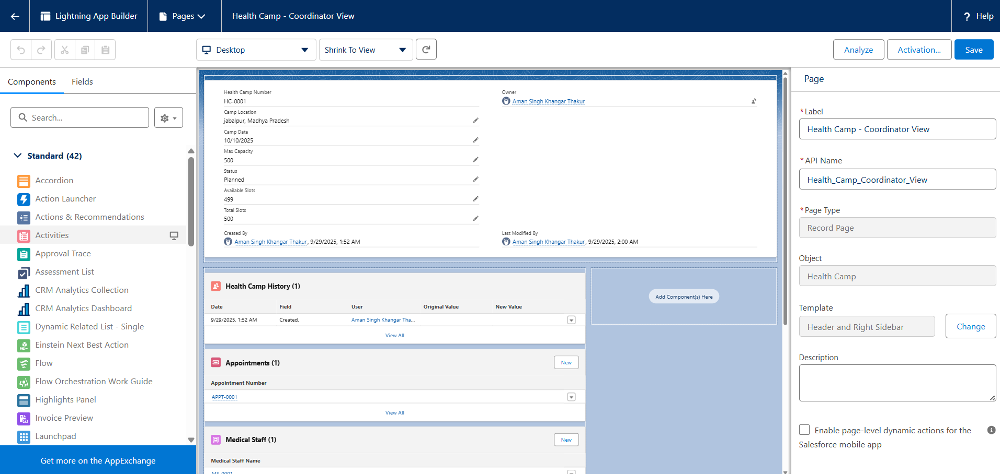 Lightning App Builder
Pages
Health Camp - Coordinator View
? Help
Desktop
Shrink To View
Analyze
Activation...
Save
Components
Fields
Search...
Standard (42)
Accordion
Action Launcher
Actions & Recommendations
Activities
Approval Trace
Assessment List
CRM Analytics Collection
CRM Analytics Dashboard
Dynamic Related List - Single
Einstein Next Best Action
Flow
Flow Orchestration Work Guide
Highlights Panel
Invoice Preview
Launchpad
Get more on the AppExchange
Health Camp Number
HC-0001
Owner
Aman Singh Khangar Thakur
Camp Location
jabalpur, Madhya Pradesh
Camp Date
10/10/2025
Max Capacity
500
Status
Planned
Available Slots
499
Total Slots
500
Created By
Aman Singh Khangar Thakur, 9/29/2025, 1:52 AM
Last Modified By
Aman Singh Khangar Thakur, 9/29/2025, 2:00 AM
Health Camp History (1)
Date Field User Original Value New Value
9/29/2025, 1:52 AM Created. Aman Singh Khangar Tha...
View All
Appointments (1)
New
Appointment Number
APPT-0001
View All
Medical Staff (1)
New
Medical Staff Name
MS-0001
Add Component(s) Here
Page
*Label
Health Camp - Coordinator View
*API Name
Health_Camp_Coordinator_View
*Page Type
Record Page
Object
Health Camp
Template
Header and Right Sidebar
Change
Description
Enable page-level dynamic actions for the
Salesforce mobile app